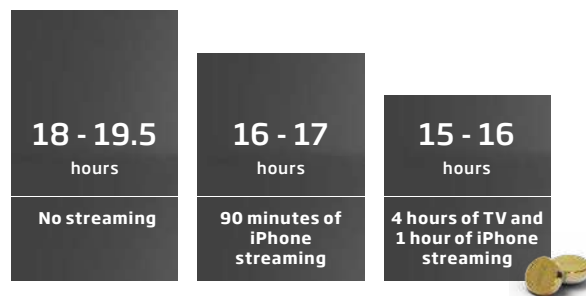 18 - 19.5
hours
No streaming
16 - 17
hours
90 minutes of
iPhone
streaming
15 - 16
hours
4 hours of TV and
1 hour of iPhone
streaming